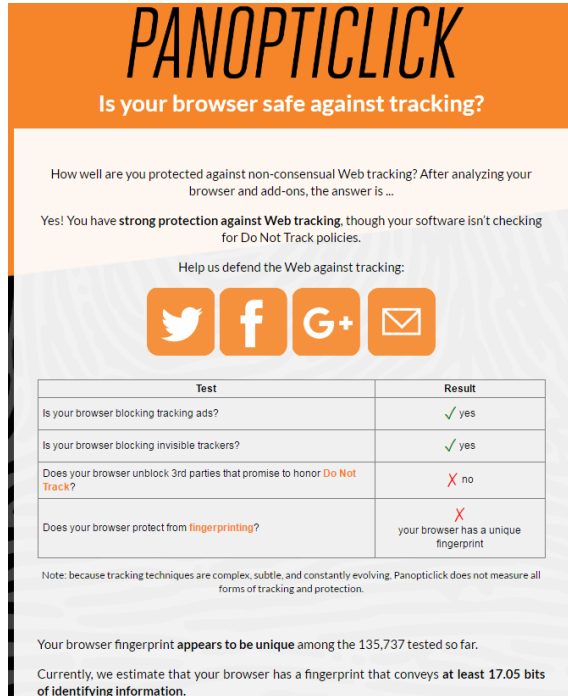 PANOPTICLICK
Is your browser safe against tracking?
How well are you protected against non-consensual Web tracking? After analyzing your
browser and add-ons, the answer is ...
Yes! You have strong protection against Web tracking, though your software isn't checking
for Do Not Track policies.
Help us defend the Web against tracking:
G+
Test Result
Is your browser blocking tracking ads? ✓ yes
Is your browser blocking invisible trackers? ✓ yes
Does your browser unblock 3rd parties that promise to honor Do Not
Track? ✗ no
Does your browser protect from fingerprinting? ✗
your browser has a unique
fingerprint
Note: because tracking techniques are complex, subtle, and constantly evolving, Panopticlick does not measure all
forms of tracking and protection.
Your browser fingerprint appears to be unique among the 135,737 tested so far.
Currently, we estimate that your browser has a fingerprint that conveys at least 17.05 bits
of identifying information.